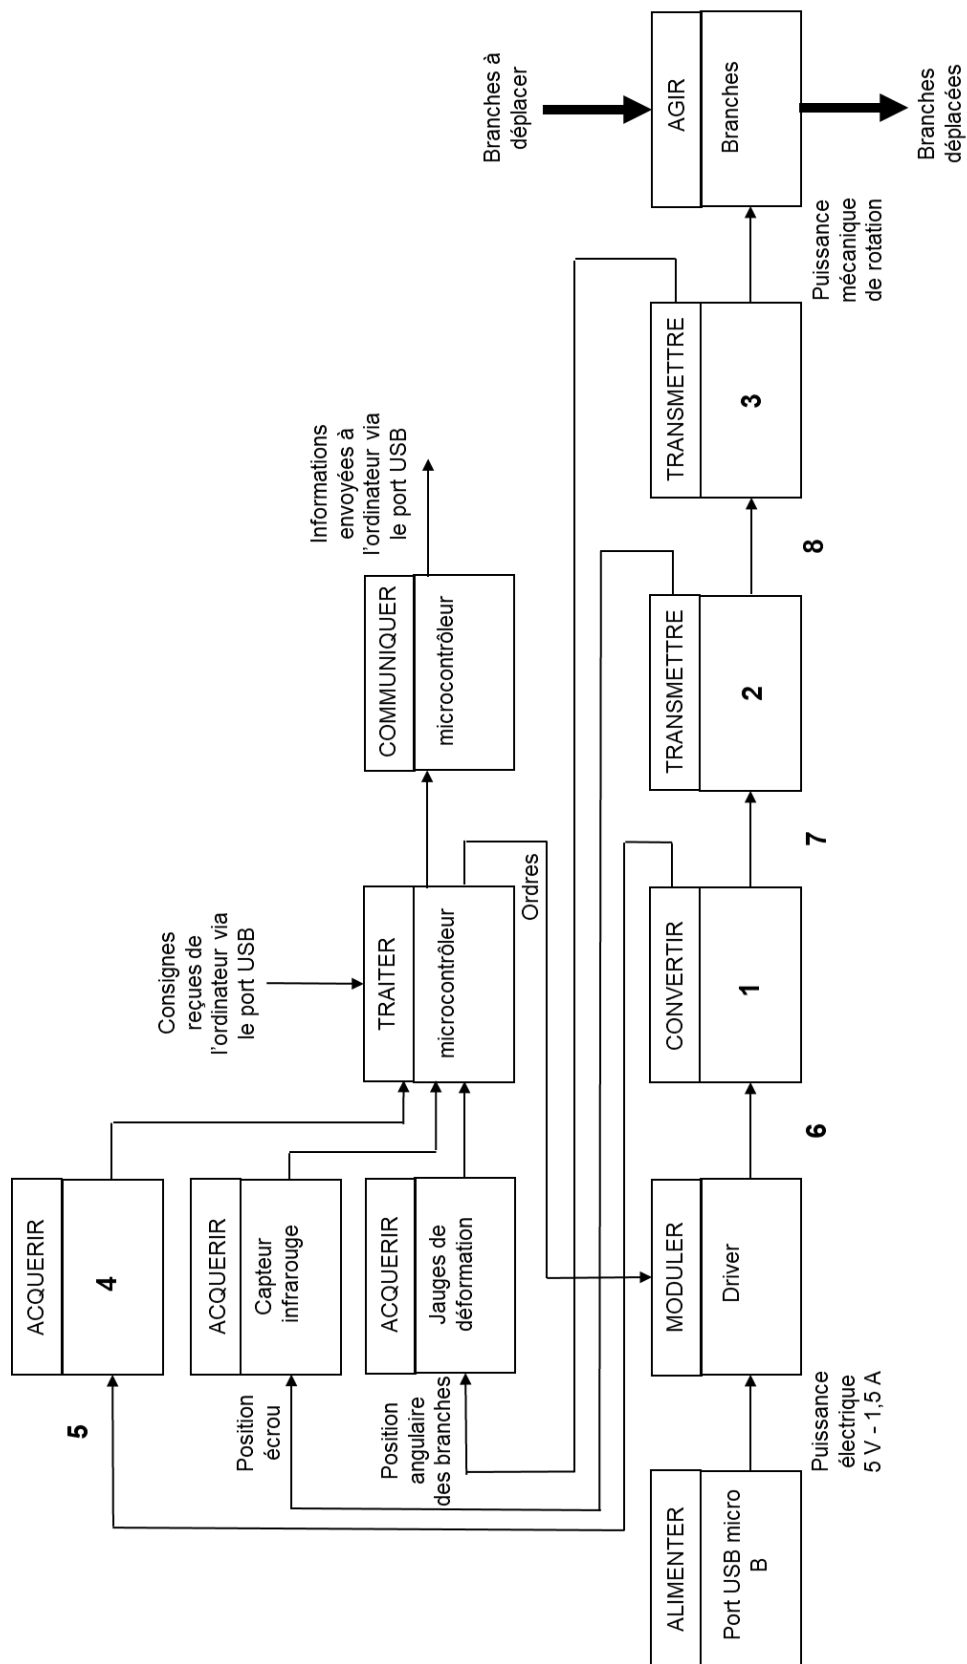 ACQUERIR
4
5
ACQUERIR
Capteur
infrarouge
Position
écrou
ACQUERIR
Jauges de
déformation
Position
angulaire
des branches
Consignes
reçues de
l'ordinateur via
le port USB
TRAITER
microcontrôleur
Ordres
COMMUNIQUER
microcontrôleur
Informations
envoyées à
l'ordinateur via
le port USB
ALIMENTER
Port USB micro
B
Puissance
électrique
5 V - 1,5 A
MODULER
Driver
6
CONVERTIR
1
7
TRANSMETTRE
2
8
TRANSMETTRE
3
Puissance
mécanique
de rotation
Branches à
déplacer
AGIR
Branches
Branches
déplacées